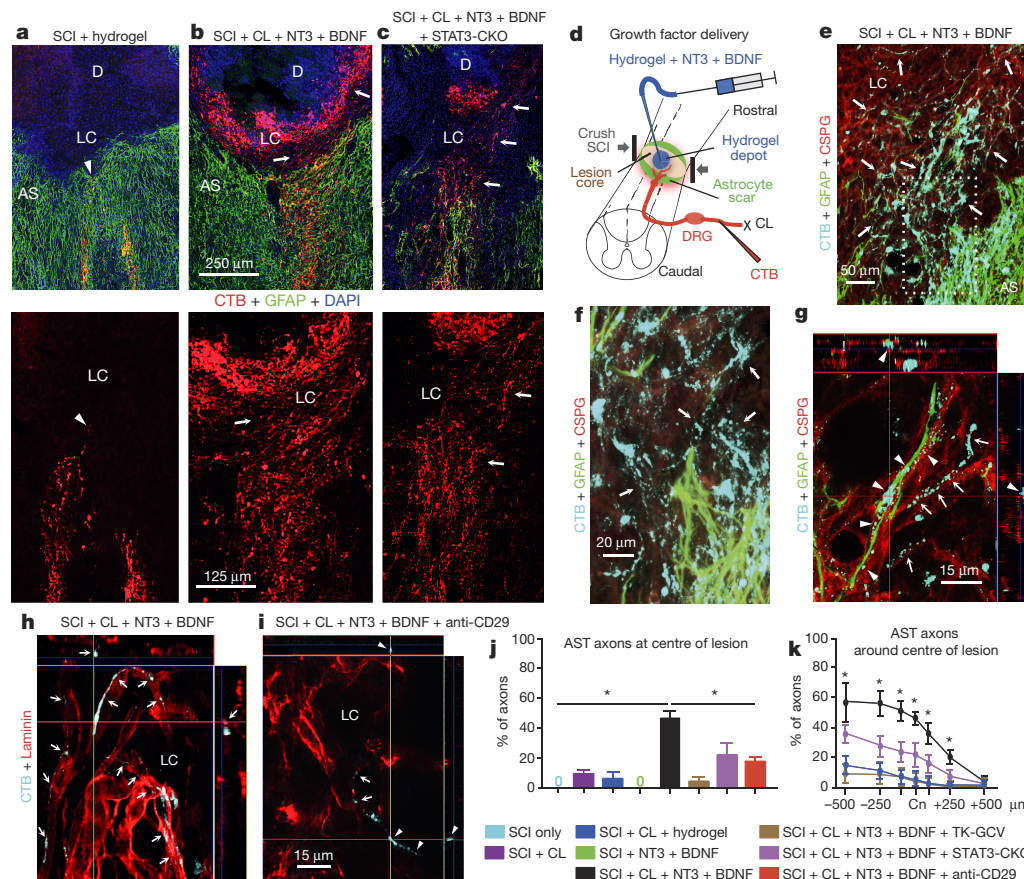 a
SCI + hydrogel
D
LC
AS
b
SCI + CL + NT3 + BDNF
D
LC
250 μm
c
SCI + CL + NT3 + BDNF
+ STAT3-CKO
D
LC
CTB + GFAP + DAPI
LC
LC
125 μm
LC
d
Growth factor delivery
Hydrogel + NT3 + BDNF
Rostral
Crush
SCI
Hydrogel
depot
Lesion
core
Astrocyte
scar
X CL
DRG
Caudal
CTB
e
SCI + CL + NT3 + BDNF
CTB + GFAP + CSPG
LC
AS
50 μm
f
CTB + GFAP + CSPG
20 μm
g
CTB + GFAP + CSPG
15 μm
h
SCI + CL + NT3 + BDNF
CTB + Laminin
LC
i
SCI + CL + NT3 + BDNF + anti-CD29
LC
15 μm
j
AST axons at centre of lesion
% of axons
100
80
60
40
20
0
0
0
*
*
k
AST axons
around centre of lesion
% of axons
100
80
60
40
20
0
* * * * * *
−500 −250 Cn +250 +500 μm
SCI only
SCI + CL
SCI + CL + hydrogel
SCI + NT3 + BDNF
SCI + CL + NT3 + BDNF
SCI + CL + NT3 + BDNF + TK-GCV
SCI + CL + NT3 + BDNF + STAT3-CKO
SCI + CL + NT3 + BDNF + anti-CD29